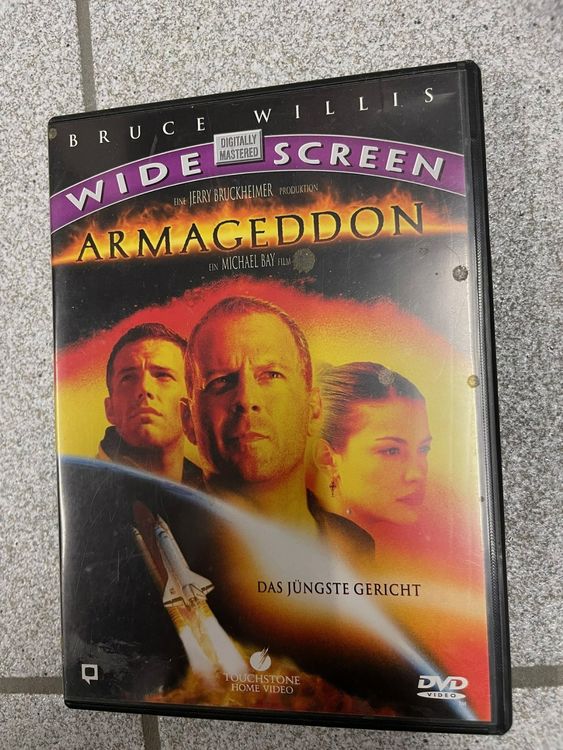 BRUCE WILLIS
DIGITALLY
MASTERED
WIDE SCREEN
EINE JERRY BRUCKHEIMER PRODUKTION
ARMAGEDDON
EIN MICHAEL BAY FILM
DAS JÜNGSTE GERICHT
TOUCHSTONE
HOME VIDEO
DVD
VIDEO